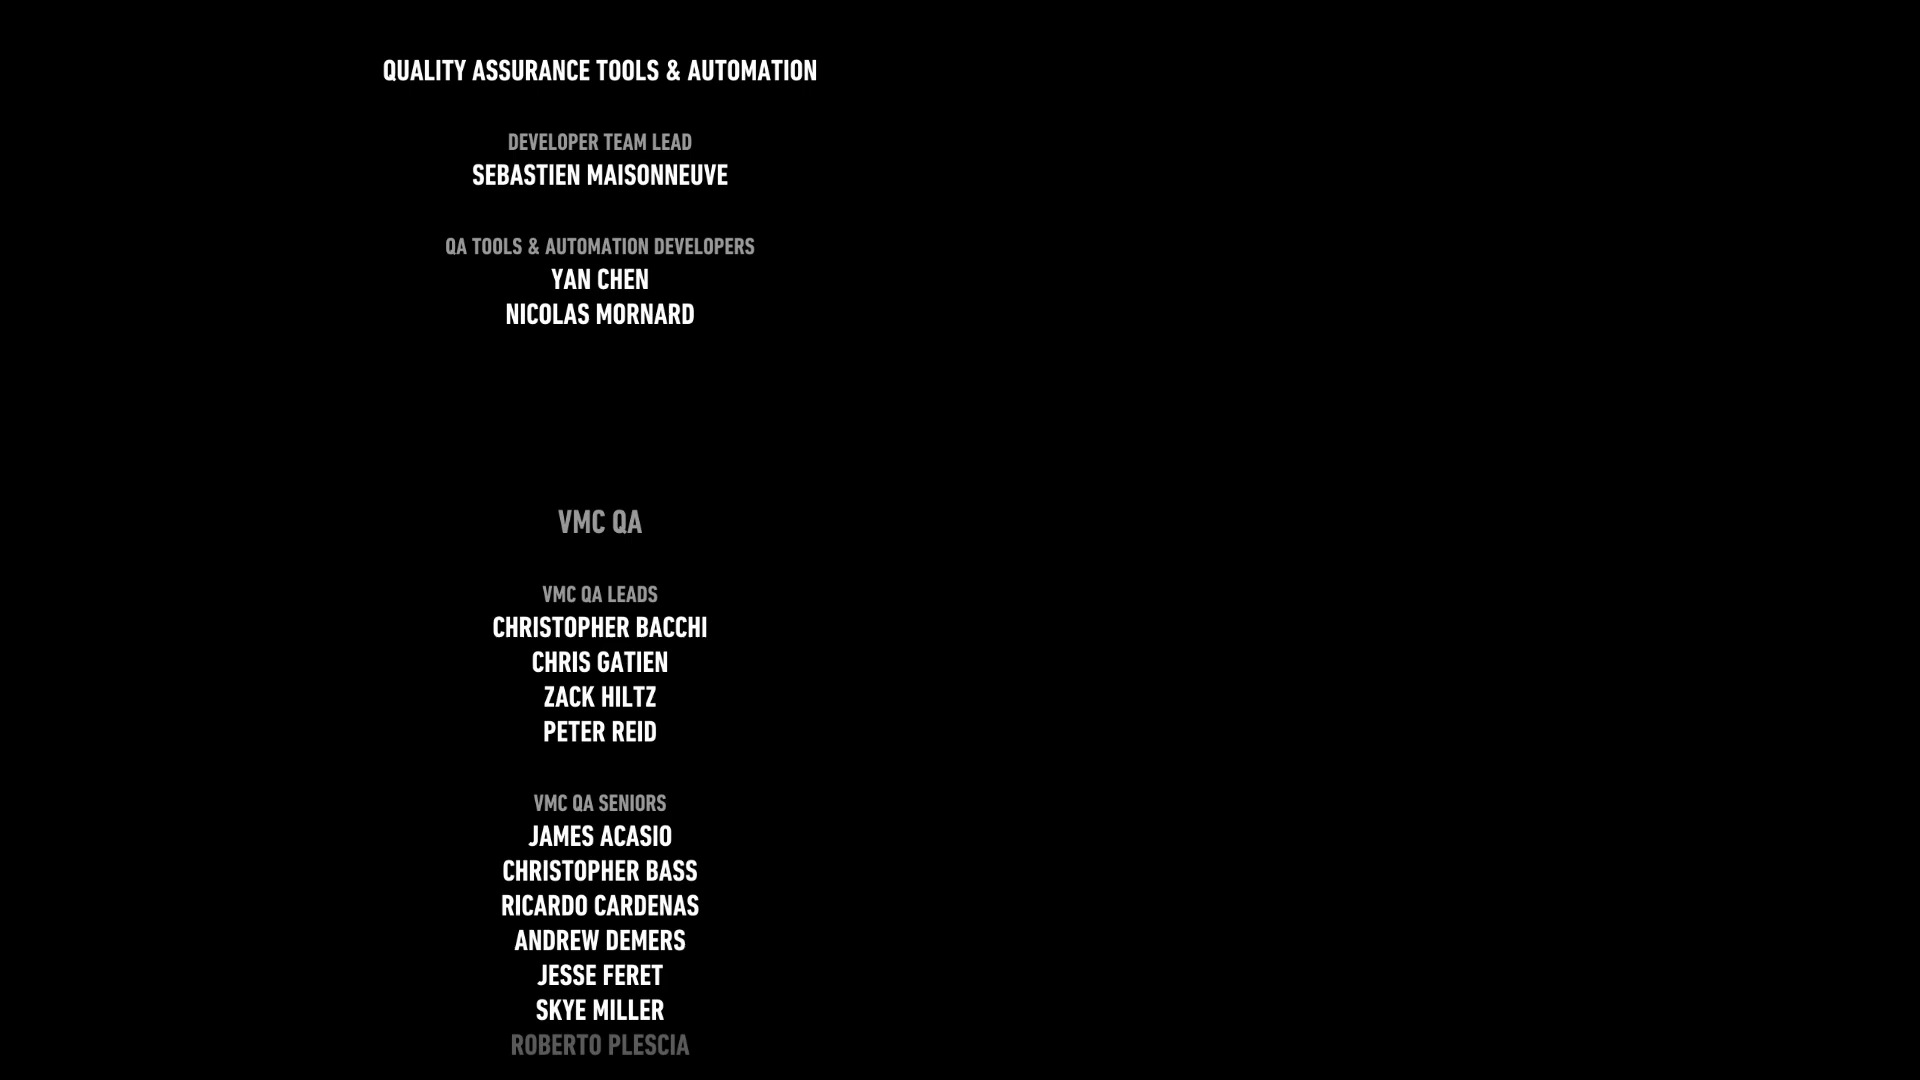 QUALITY ASSURANCE TOOLS & AUTOMATION
DEVELOPER TEAM LEAD
SEBASTIEN MAISONNEUVE
QA TOOLS & AUTOMATION DEVELOPERS
YAN CHEN
NICOLAS MORNARD
VMC QA
VMC QA LEADS
CHRISTOPHER BACCHI
CHRIS GATIEN
ZACK HILTZ
PETER REID
VMC QA SENIORS
JAMES ACASIO
CHRISTOPHER BASS
RICARDO CARDENAS
ANDREW DEMERS
JESSE FERET
SKYE MILLER
ROBERTO PLESCIA